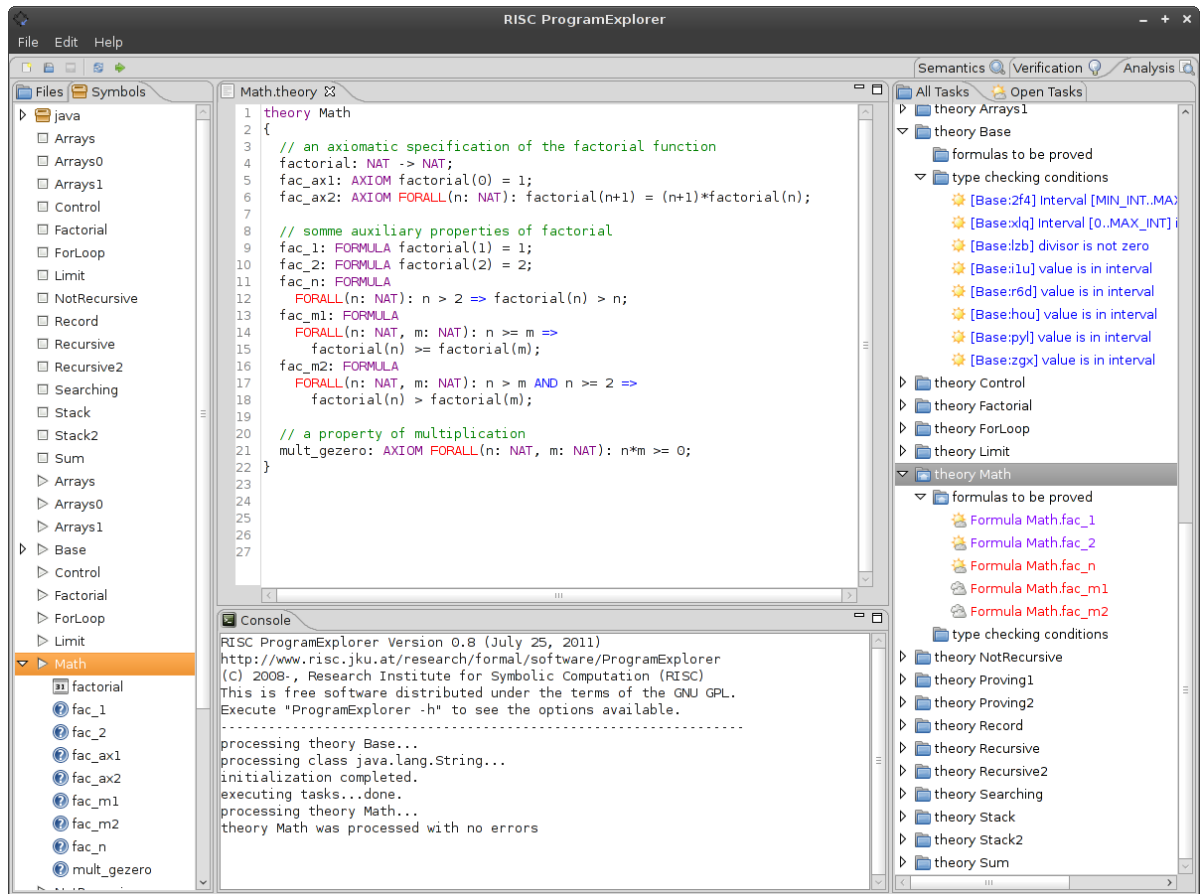 RISC ProgramExplorer
File Edit Help
Semantics Verification Analysis
Files Symbols
java
Arrays
Arrays0
Arrays1
Control
Factorial
ForLoop
Limit
NotRecursive
Record
Recursive
Recursive2
Searching
Stack
Stack2
Sum
Arrays
Arrays0
Arrays1
Base
Control
Factorial
ForLoop
Limit
Math
factorial
fac_1
fac_2
fac_ax1
fac_ax2
fac_m1
fac_m2
fac_n
mult_gezero
Math.theory
1 theory Math
2 {
3 // an axiomatic specification of the factorial function
4 factorial: NAT -> NAT;
5 fac_ax1: AXIOM factorial(0) = 1;
6 fac_ax2: AXIOM FORALL(n: NAT): factorial(n+1) = (n+1)*factorial(n);
7
8 // somme auxiliary properties of factorial
9 fac_1: FORMULA factorial(1) = 1;
10 fac_2: FORMULA factorial(2) = 2;
11 fac_n: FORMULA
12 FORALL(n: NAT): n > 2 => factorial(n) > n;
13 fac_m1: FORMULA
14 FORALL(n: NAT, m: NAT): n >= m =>
15 factorial(n) >= factorial(m);
16 fac_m2: FORMULA
17 FORALL(n: NAT, m: NAT): n > m AND n >= 2 =>
18 factorial(n) > factorial(m);
19
20 // a property of multiplication
21 mult_gezero: AXIOM FORALL(n: NAT, m: NAT): n*m >= 0;
22 }
23
24
25
26
27
Console
RISC ProgramExplorer Version 0.8 (July 25, 2011)
http://www.risc.jku.at/research/formal/software/ProgramExplorer
(C) 2008-, Research Institute for Symbolic Computation (RISC)
This is free software distributed under the terms of the GNU GPL.
Execute "ProgramExplorer -h" to see the options available.
------------------------------------------------------------------
processing theory Base...
processing class java.lang.String...
initialization completed.
executing tasks...done.
processing theory Math...
theory Math was processed with no errors
All Tasks Open Tasks
theory Arrays1
theory Base
formulas to be proved
type checking conditions
[Base:2f4] Interval [MIN_INT..MAX
[Base:xlq] Interval [0..MAX_INT] i
[Base:lzb] divisor is not zero
[Base:i1u] value is in interval
[Base:r6d] value is in interval
[Base:hou] value is in interval
[Base:pyl] value is in interval
[Base:zgx] value is in interval
theory Control
theory Factorial
theory ForLoop
theory Limit
theory Math
formulas to be proved
Formula Math.fac_1
Formula Math.fac_2
Formula Math.fac_n
Formula Math.fac_m1
Formula Math.fac_m2
type checking conditions
theory NotRecursive
theory Proving1
theory Proving2
theory Record
theory Recursive
theory Recursive2
theory Searching
theory Stack
theory Stack2
theory Sum